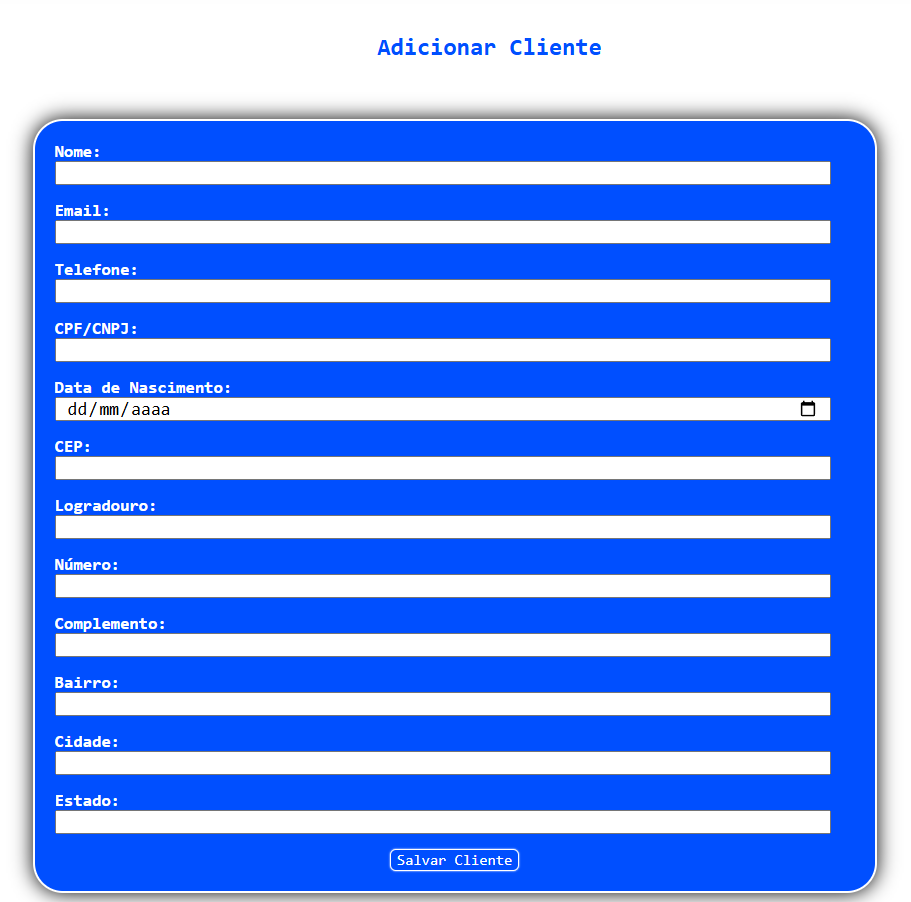 Adicionar Cliente
Nome:
Email:
Telefone:
CPF/CNPJ:
Data de Nascimento:
dd/mm/aaaa
CEP:
Logradouro:
Número:
Complemento:
Bairro:
Cidade:
Estado:
Salvar Cliente